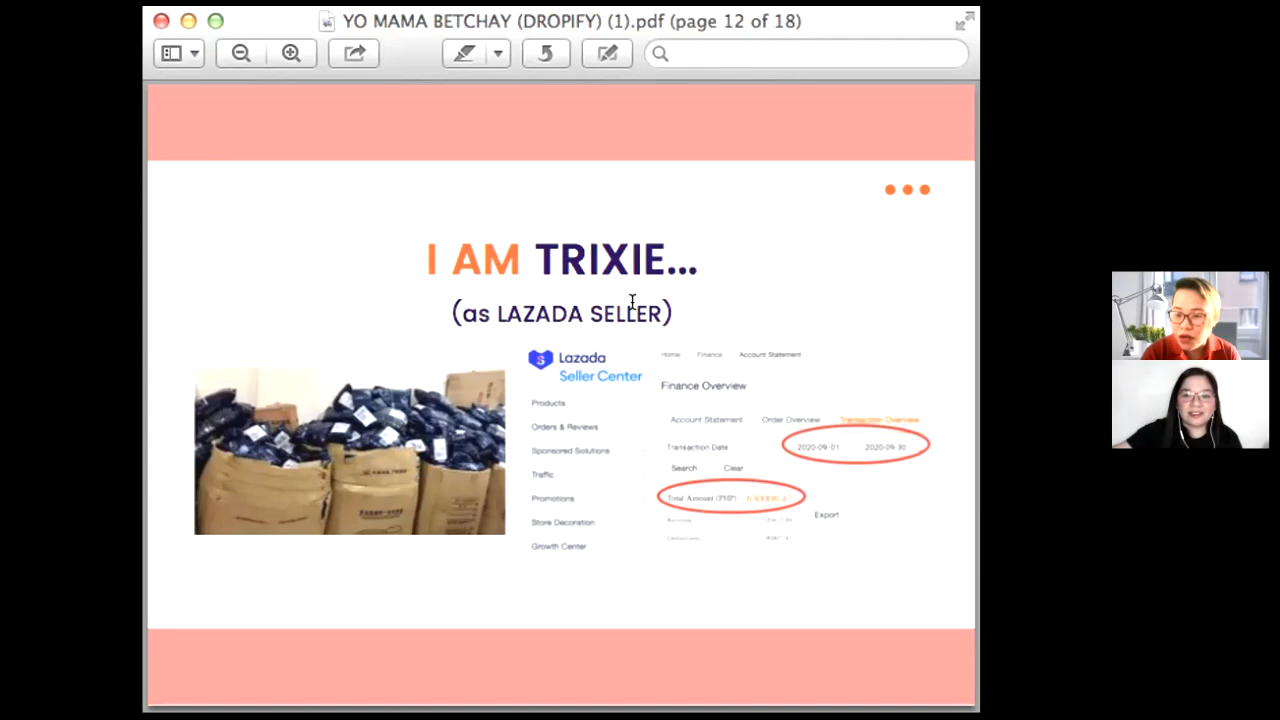 YO MAMA BETCHAY (DROPIFY) (1).pdf (page 12 of 18)
I AM TRIXIE...
(as LAZADA SELLER)
Lazada
Seller Center
Products
Orders & Reviews
Sponsored Solutions
Traffic
Promotions
Store Decoration
Growth Center
Home Finance Account Statement
Finance Overview
Account Statement Order Overview Transaction Overview
Transaction Date 2020-09-01 2020-09-30
Search Clear
Total Amount (PHP)
Export